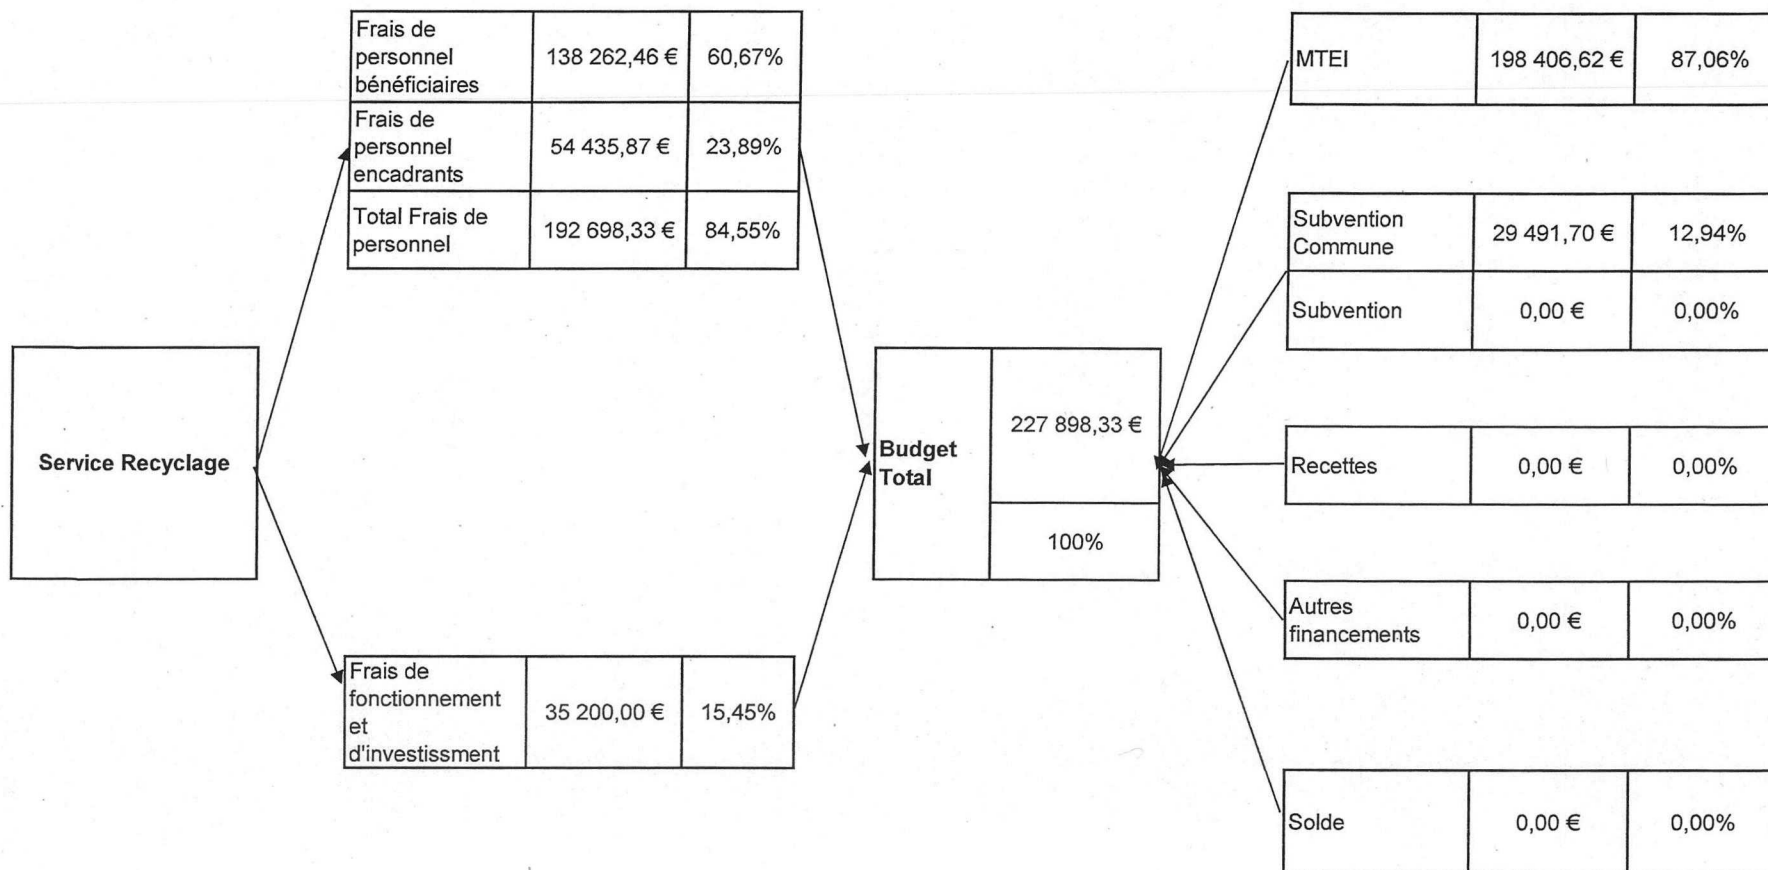 Frais de
personnel
bénéficiaires
138 262,46 €
60,67%
Frais de
personnel
encadrants
54 435,87 €
23,89%
Total Frais de
personnel
192 698,33 €
84,55%
Service Recyclage
Frais de
fonctionnement
et
d'investissment
35 200,00 €
15,45%
Budget
Total
227 898,33 €
100%
MTEI
198 406,62 €
87,06%
Subvention
Commune
29 491,70 €
12,94%
Subvention
0,00 €
0,00%
Recettes
0,00 €
0,00%
Autres
financements
0,00 €
0,00%
Solde
0,00 €
0,00%